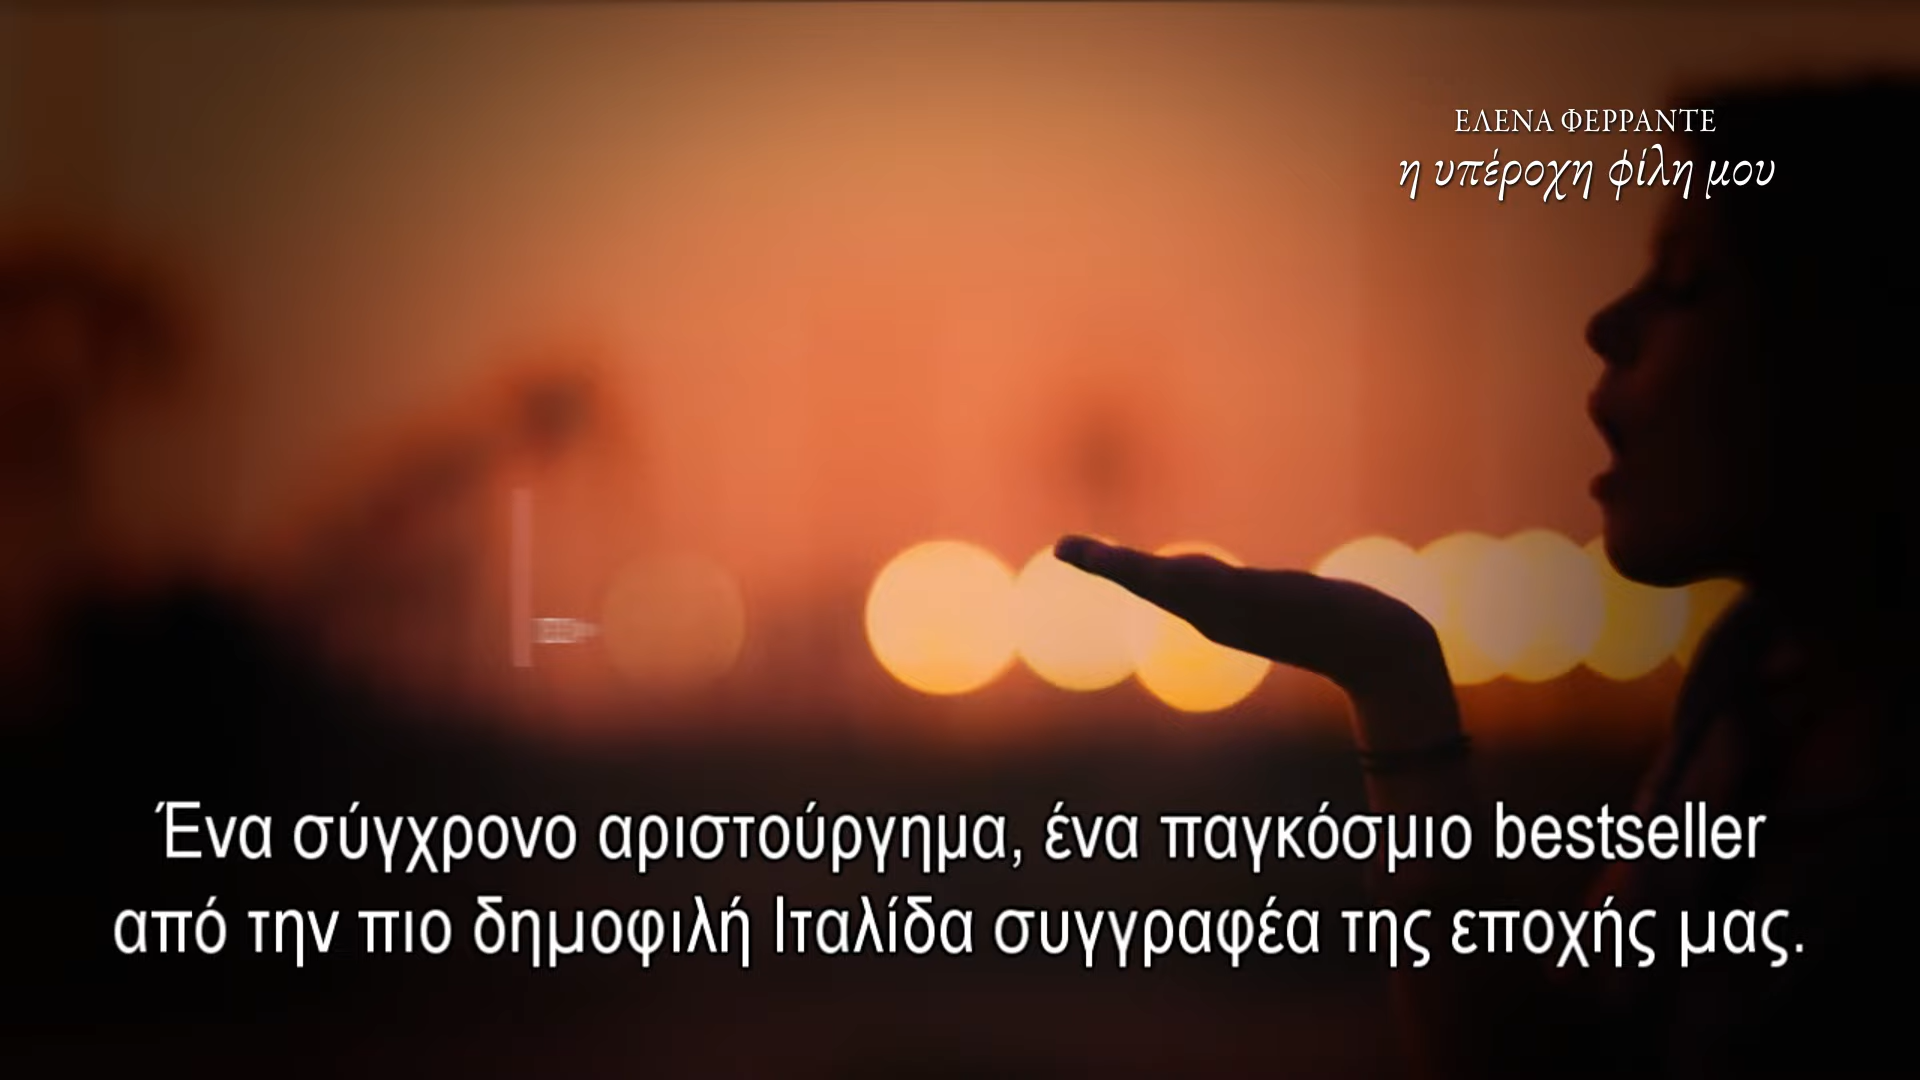 ΕΛΕΝΑ ΦΕΡΡΑΝΤΕ
η υπέροχη φίλη μου
Ένα σύγχρονο αριστούργημα, ένα παγκόσμιο bestseller
από την πιο δημοφιλή Ιταλίδα συγγραφέα της εποχής μας.